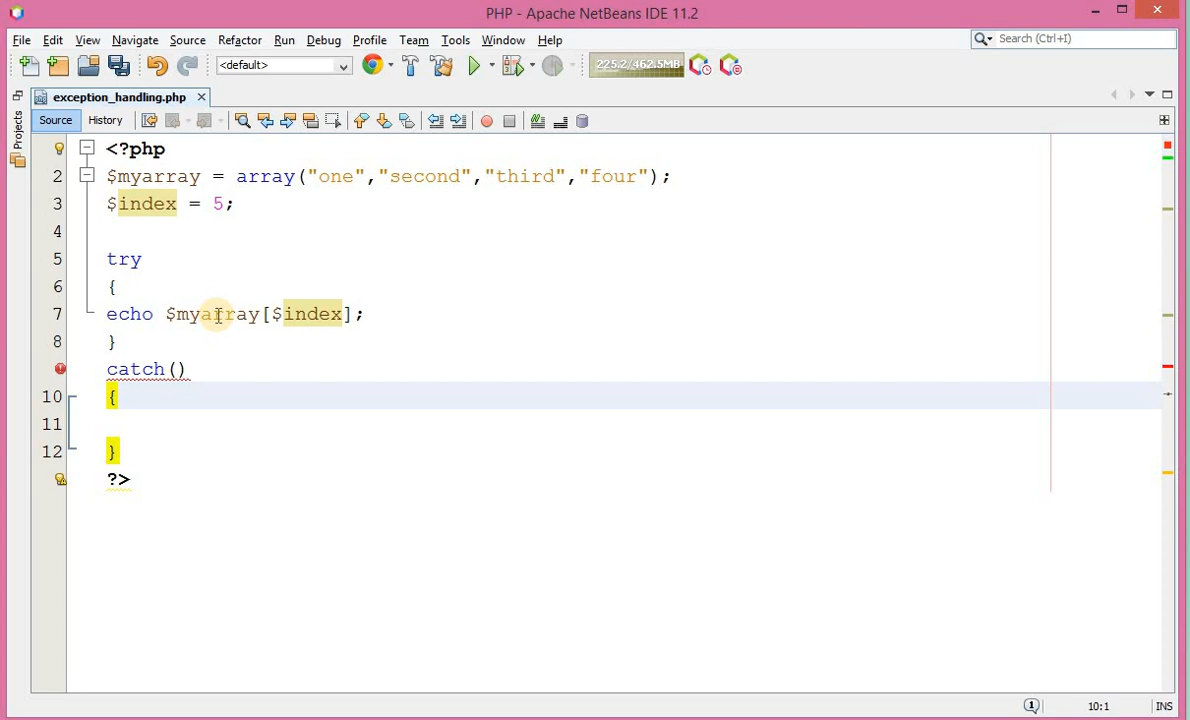 PHP - Apache NetBeans IDE 11.2
File Edit View Navigate Source Refactor Run Debug Profile Team Tools Window Help
Search (Ctrl+I)
<default>
225.2/462.5MB
exception_handling.php
Projects
Source History
<?php
2 $myarray = array("one","second","third","four");
3 $index = 5;
4
5 try
6 {
7 echo $myarray[$index];
8 }
catch()
10 {
11
12 }
?>
1 10:1 INS